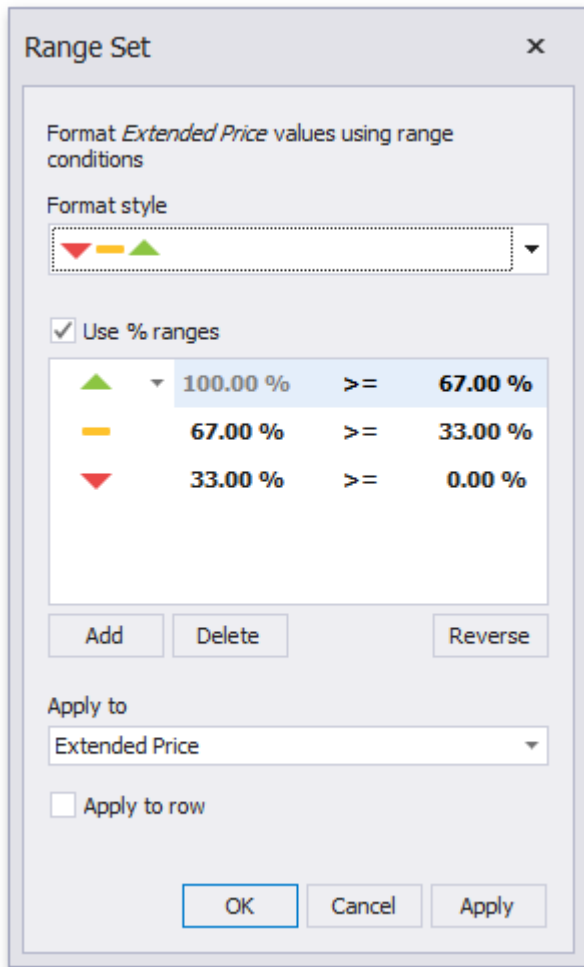 Range Set
Format Extended Price values using range
conditions
Format style
Use % ranges
100.00 % >= 67.00 %
67.00 % >= 33.00 %
33.00 % >= 0.00 %
Add Delete Reverse
Apply to
Extended Price
Apply to row
OK Cancel Apply